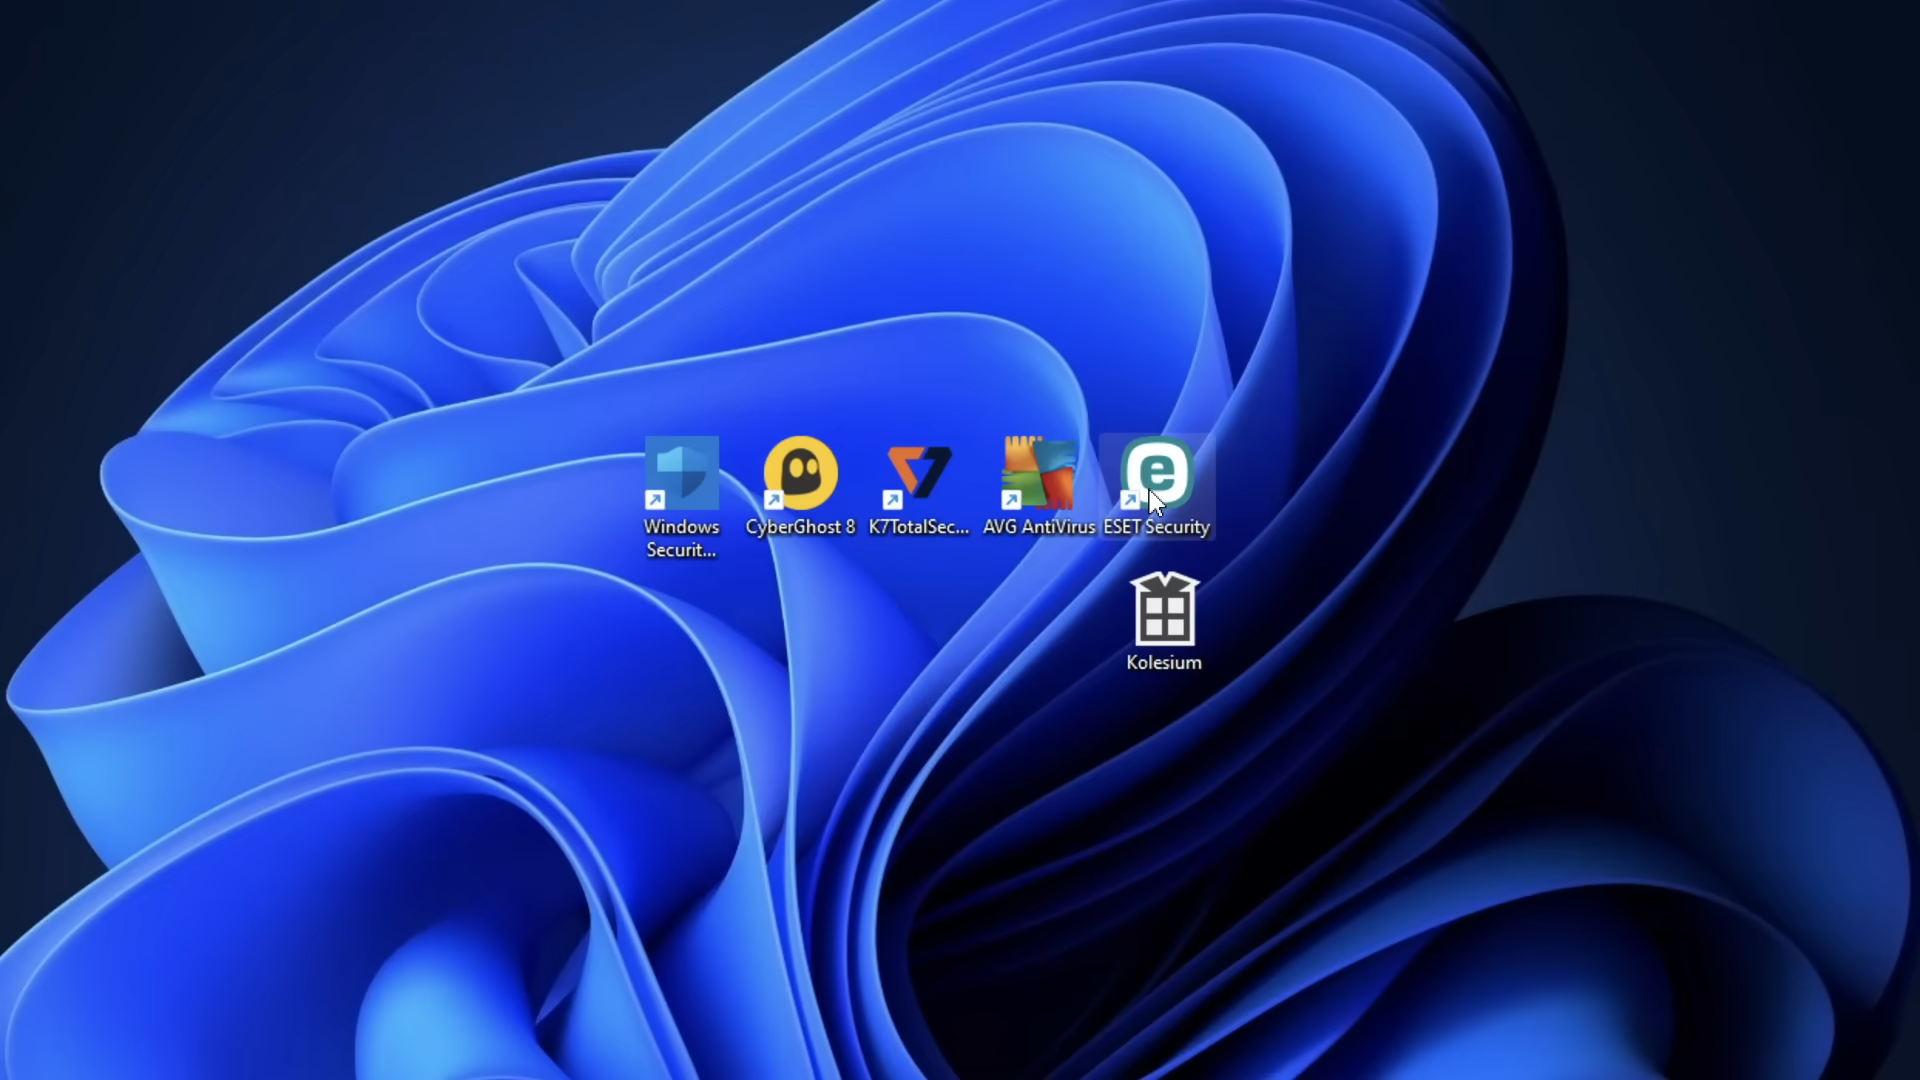 Windows
Securit...
CyberGhost 8
K7TotalSec...
AVG AntiVirus
ESET Security
Kolesium